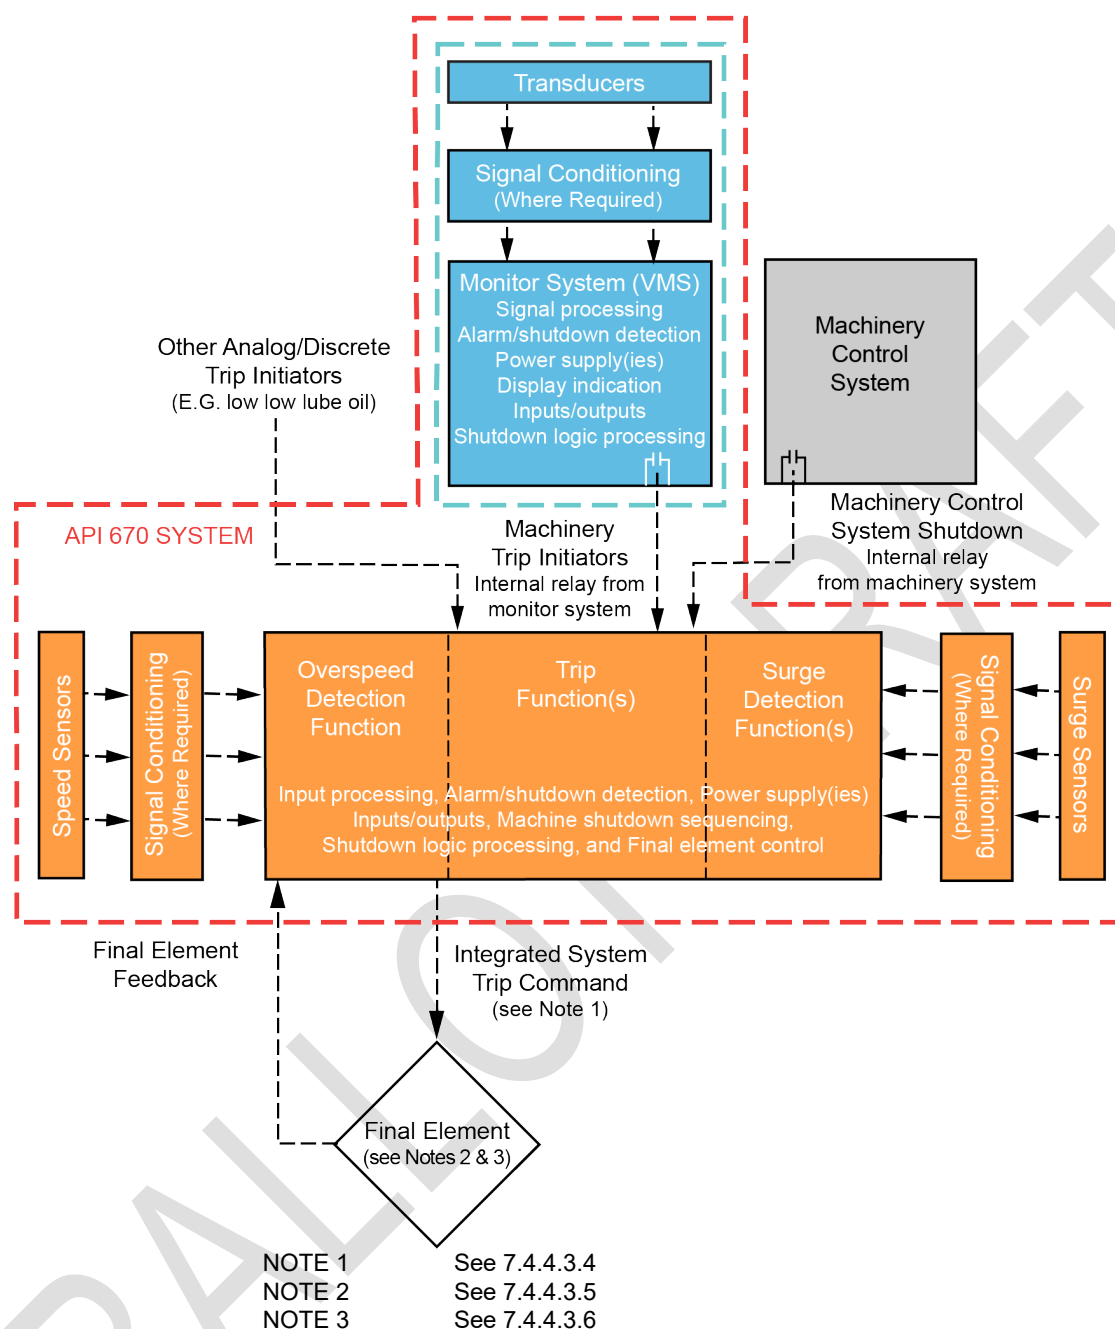 Transducers
Signal Conditioning
(Where Required)
Monitor System (VMS)
Signal processing
Alarm/shutdown detection
Power supply(ies)
Display indication
Inputs/outputs
Shutdown logic processing
Machinery
Control
System
Other Analog/Discrete
Trip Initiators
(E.G. low low lube oil)
API 670 SYSTEM
Machinery
Trip Initiators
Internal relay from
monitor system
Machinery Control
System Shutdown
Internal relay
from machinery system
Speed Sensors
Signal Conditioning
(Where Required)
Overspeed
Detection
Function
Trip
Function(s)
Surge
Detection
Function(s)
Input processing, Alarm/shutdown detection, Power supply(ies)
Inputs/outputs, Machine shutdown sequencing,
Shutdown logic processing, and Final element control
Signal Conditioning
(Where Required)
Surge Sensors
Final Element
Feedback
Integrated System
Trip Command
(see Note 1)
Final Element
(see Notes 2 & 3)
NOTE 1 See 7.4.4.3.4
NOTE 2 See 7.4.4.3.5
NOTE 3 See 7.4.4.3.6